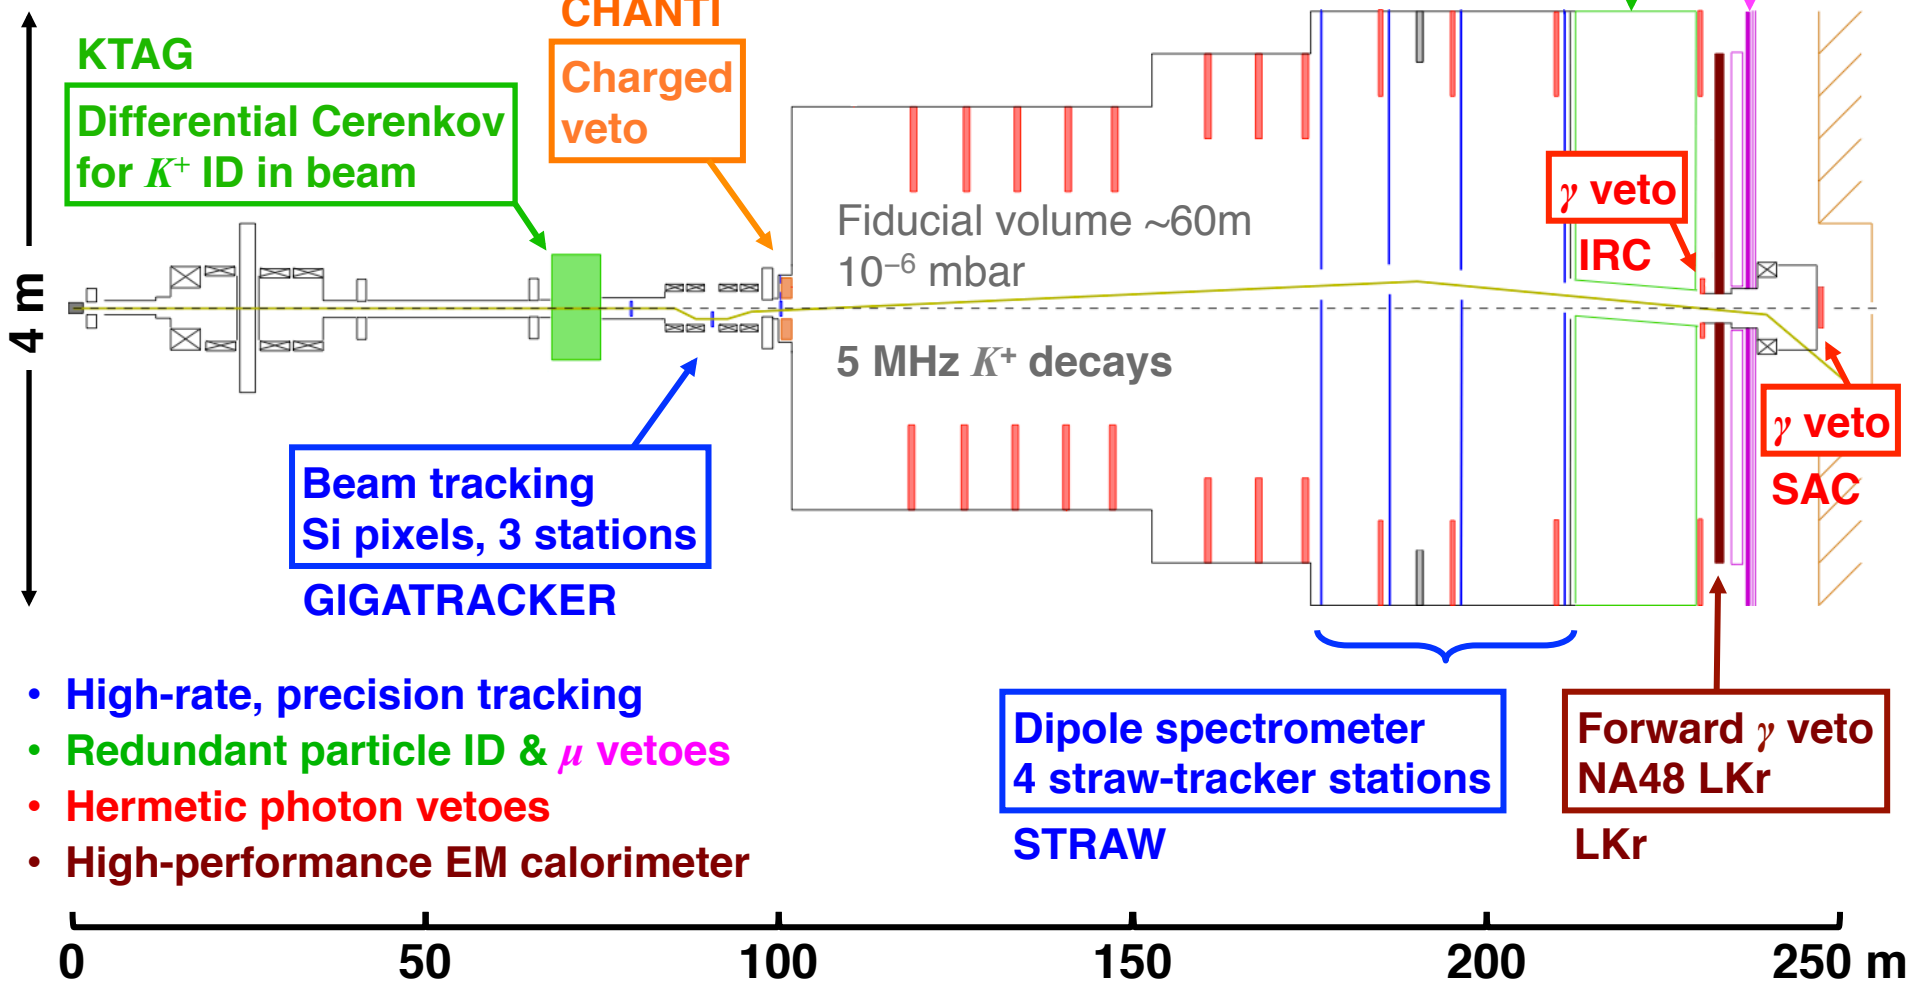 CHANTI
Charged
veto
KTAG
Differential Cerenkov
for K⁺ ID in beam
4 m
Fiducial volume ~60m
10⁻⁶ mbar
5 MHz K⁺ decays
γ veto
IRC
γ veto
SAC
Beam tracking
Si pixels, 3 stations
GIGATRACKER
• High-rate, precision tracking
• Redundant particle ID & μ vetoes
• Hermetic photon vetoes
• High-performance EM calorimeter
Dipole spectrometer
4 straw-tracker stations
STRAW
Forward γ veto
NA48 LKr
LKr
0 50 100 150 200 250 m